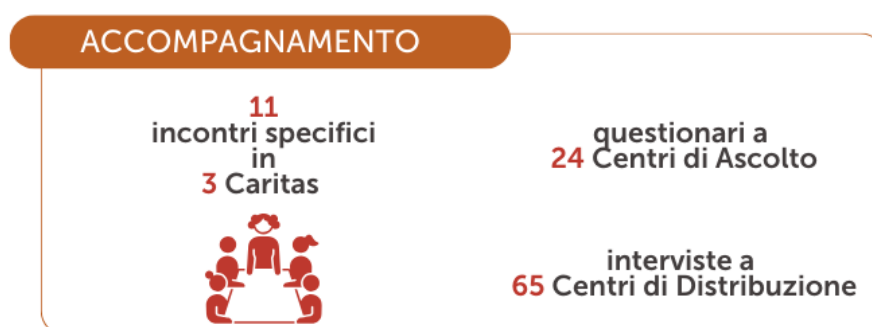 ACCOMPAGNAMENTO
11
incontri specifici
in
3 Caritas
questionari a
24 Centri di Ascolto
interviste a
65 Centri di Distribuzione